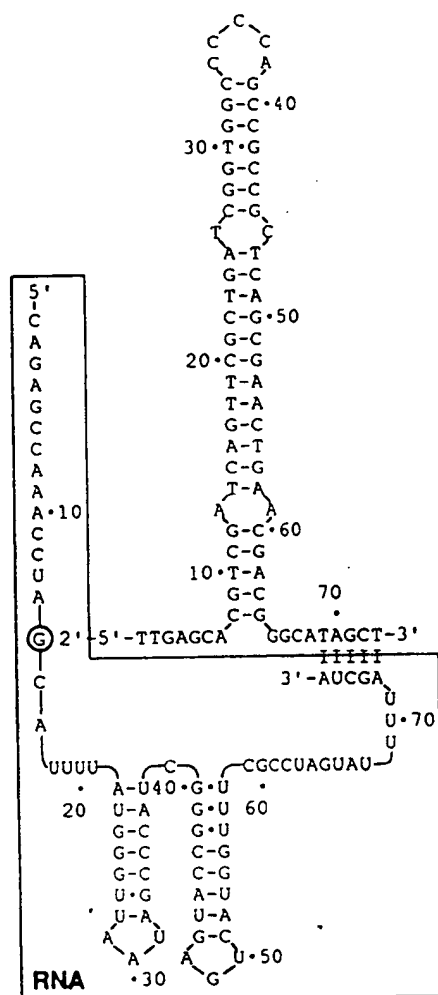 C
C C
C A
C-G·40
G-C
G-C
30·T·G
G-C
G-C
C-G
T C
A-T
G-C
T-A
C-G·50
G-C
20·C-G
T-A
T-A
G-C
A-T
C-G
T-A
A A
G-C·60
C-G
10·T-A
G-C
C-G
5'
C
A
G
A
G
C
C
A
A
A·10
C
C
U
A
G 2'-5'-TTGAGCA GGCATAGCT-3'
70
3'-AUCGA
C
A
U
U·70
U
UUUU C CGCCUAGUAU
20 40 60
A-U G·U
U-A G-U
G-C G-U
G-C C-G
G-C C-G
U·G A-U
U A U-A
A U G-C
A A G U·50
·30
RNA